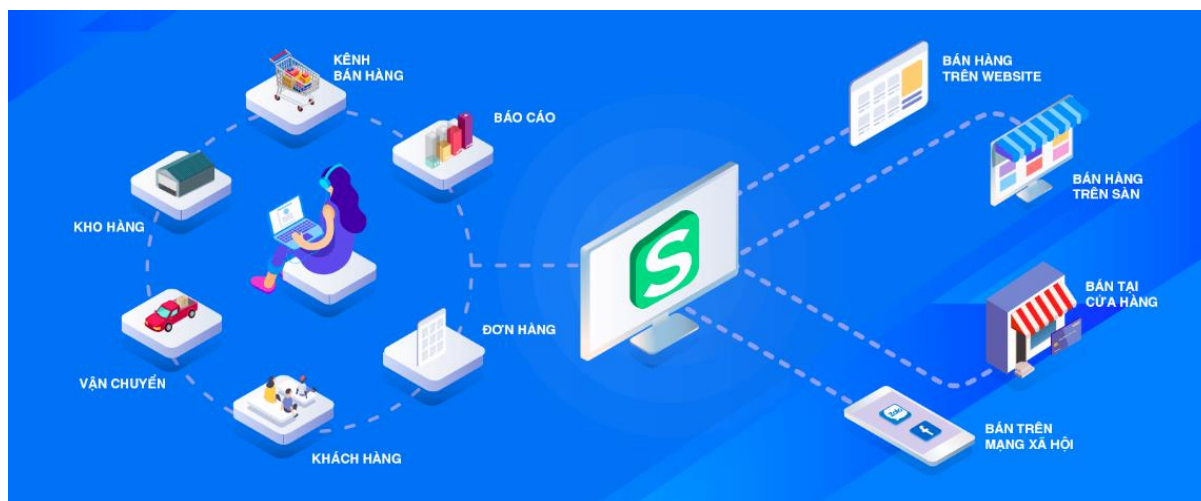 KÊNH
BÁN HÀNG
BÁO CÁO
KHO HÀNG
VẬN CHUYỂN
KHÁCH HÀNG
ĐƠN HÀNG
S
BÁN HÀNG
TRÊN WEBSITE
BÁN HÀNG
TRÊN SÀN
BÁN TẠI
CỬA HÀNG
Zalo
f
BÁN TRÊN
MẠNG XÃ HỘI